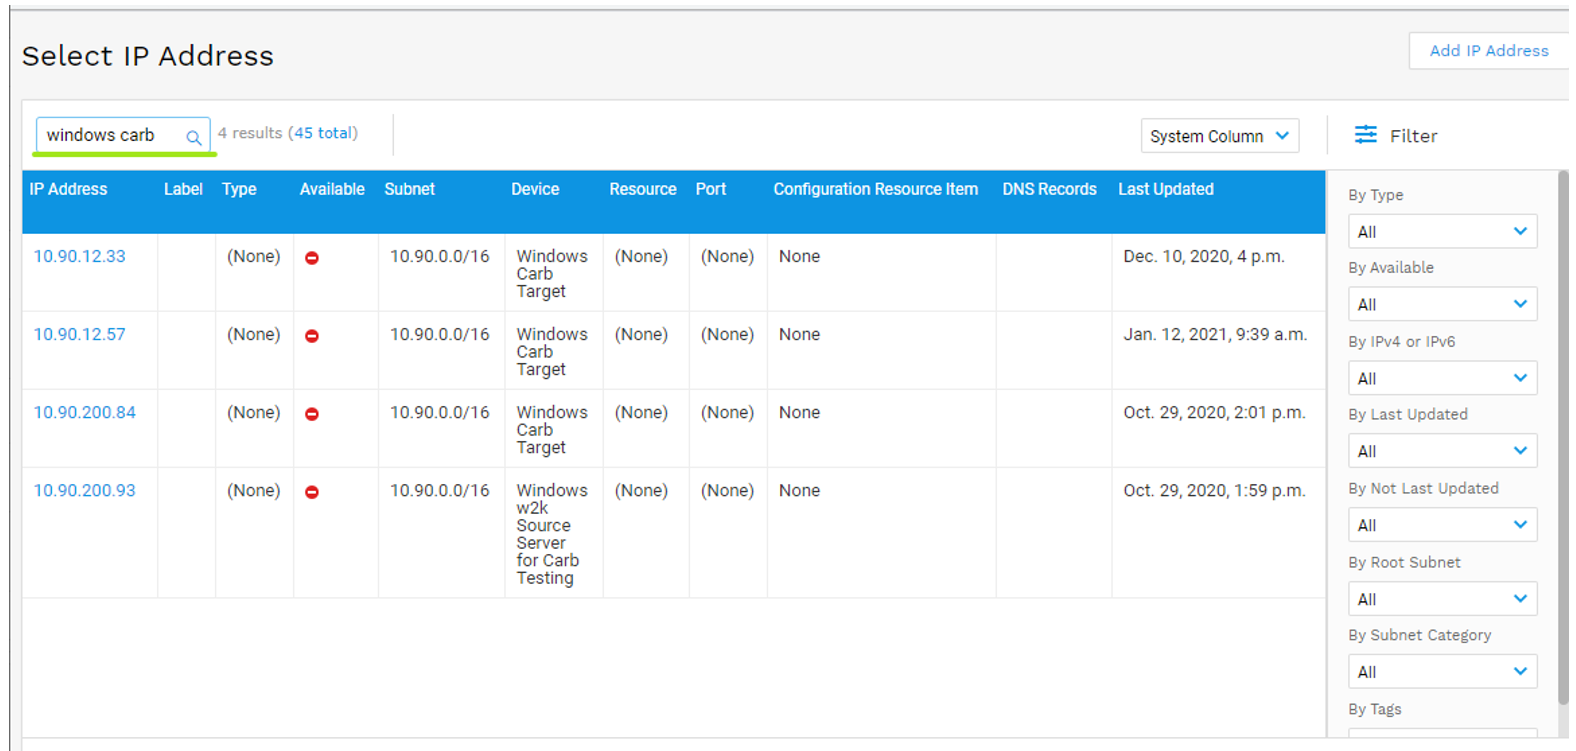 Select IP Address
Add IP Address
windows carb
4 results (45 total)
System Column
Filter
IP Address Label Type Available Subnet Device Resource Port Configuration Resource Item DNS Records Last Updated
10.90.12.33 (None) 10.90.0.0/16 Windows (None) (None) None Dec. 10, 2020, 4 p.m.
Carb
Target
10.90.12.57 (None) 10.90.0.0/16 Windows (None) (None) None Jan. 12, 2021, 9:39 a.m.
Carb
Target
10.90.200.84 (None) 10.90.0.0/16 Windows (None) (None) None Oct. 29, 2020, 2:01 p.m.
Carb
Target
10.90.200.93 (None) 10.90.0.0/16 Windows (None) (None) None Oct. 29, 2020, 1:59 p.m.
w2k
Source
Server
for Carb
Testing
By Type
All
By Available
All
By IPv4 or IPv6
All
By Last Updated
All
By Not Last Updated
All
By Root Subnet
All
By Subnet Category
All
By Tags